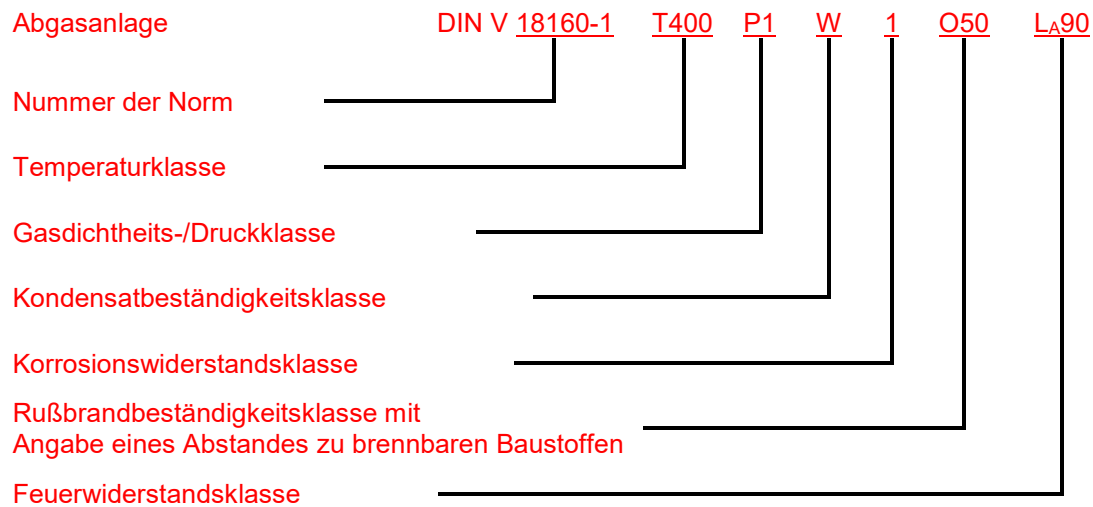 Abgasanlage DIN V 18160-1 T400 P1 W 1 O50 LA90
Nummer der Norm
Temperaturklasse
Gasdichtheits-/Druckklasse
Kondensatbeständigkeitsklasse
Korrosionswiderstandsklasse
Rußbrandbeständigkeitsklasse mit
Angabe eines Abstandes zu brennbaren Baustoffen
Feuerwiderstandsklasse